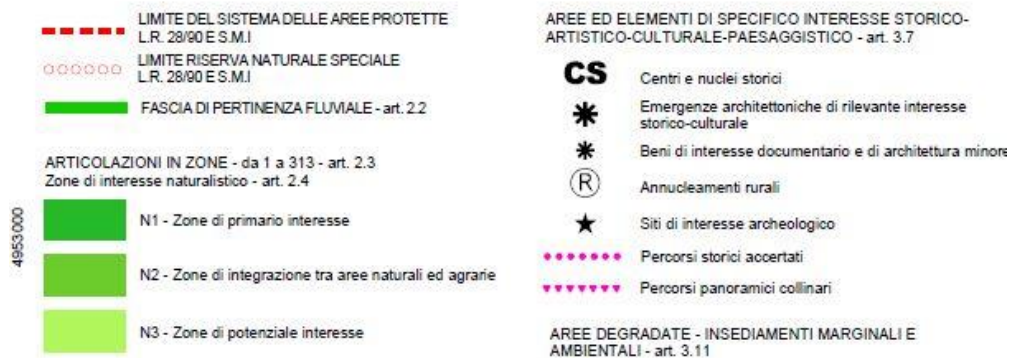 LIMITE DEL SISTEMA DELLE AREE PROTETTE
L.R. 28/90 E S.M.I
LIMITE RISERVA NATURALE SPECIALE
L.R. 28/90 E S.M.I
FASCIA DI PERTINENZA FLUVIALE - art. 2.2
ARTICOLAZIONI IN ZONE - da 1 a 313 - art. 2.3
Zone di interesse naturalistico - art. 2.4
4953000
N1 - Zone di primario interesse
N2 - Zone di integrazione tra aree naturali ed agrarie
N3 - Zone di potenziale interesse
AREE ED ELEMENTI DI SPECIFICO INTERESSE STORICO-
ARTISTICO-CULTURALE-PAESAGGISTICO - art. 3.7
CS Centri e nuclei storici
Emergenze architettoniche di rilevante interesse
storico-culturale
Beni di interesse documentario e di architettura minore
R Annucleamenti rurali
Siti di interesse archeologico
Percorsi storici accertati
Percorsi panoramici collinari
AREE DEGRADATE - INSEDIAMENTI MARGINALI E
AMBIENTALI - art. 3.11